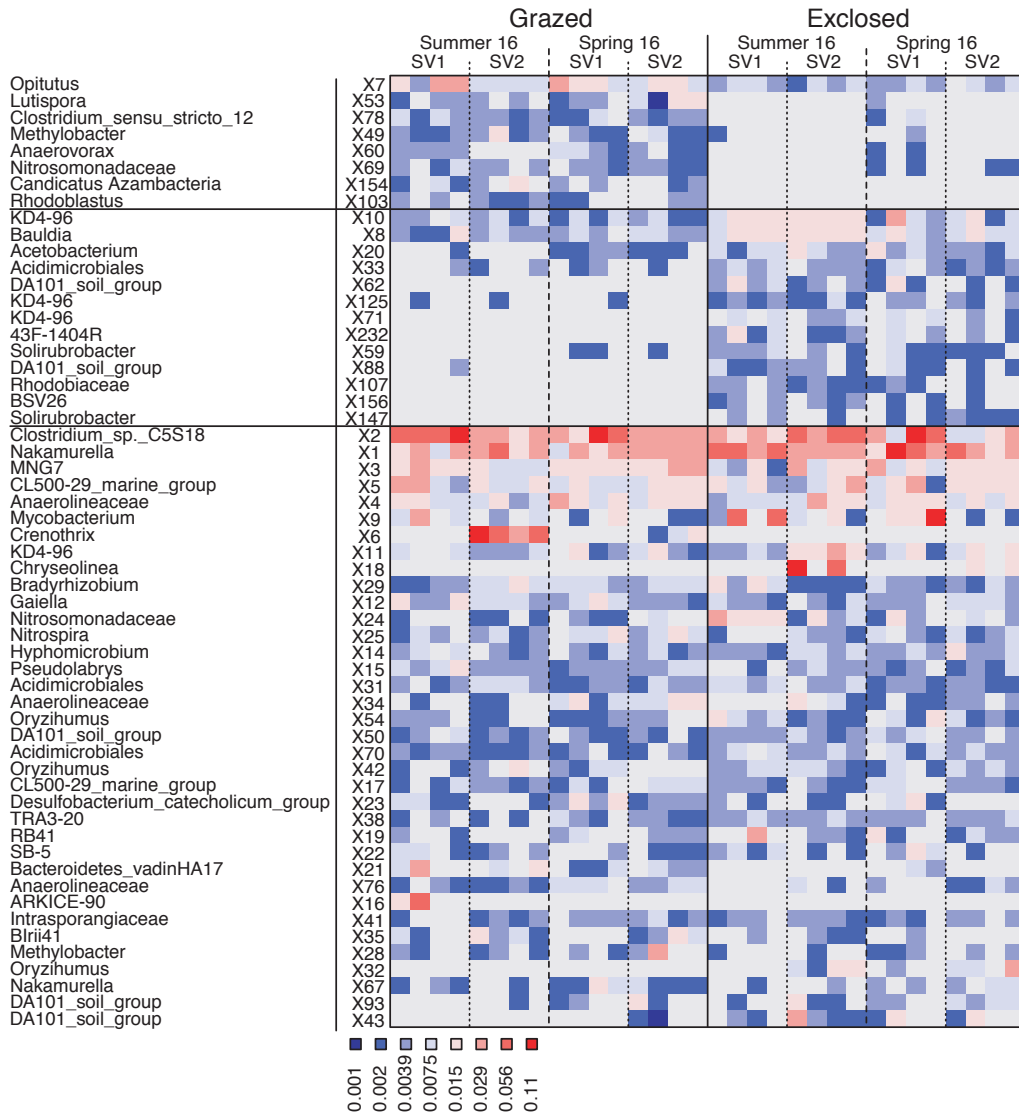 Grazed Exclosed
Summer 16 Spring 16 Summer 16 Spring 16
SV1 SV2 SV1 SV2 SV1 SV2 SV1 SV2
Opitutus X7
Lutispora X53
Clostridium_sensu_stricto_12 X78
Methylobacter X49
Anaerovorax X60
Nitrosomonadaceae X69
Candicatus Azambacteria X154
Rhodoblastus X103
KD4-96 X10
Bauldia X8
Acetobacterium X20
Acidimicrobiales X33
DA101_soil_group X62
KD4-96 X125
KD4-96 X71
43F-1404R X232
Solirubrobacter X59
DA101_soil_group X88
Rhodobiaceae X107
BSV26 X156
Solirubrobacter X147
Clostridium_sp._C5S18 X2
Nakamurella X1
MNG7 X3
CL500-29_marine_group X5
Anaerolineaceae X4
Mycobacterium X9
Crenothrix X6
KD4-96 X11
Chryseolinea X18
Bradyrhizobium X29
Gaiella X12
Nitrosomonadaceae X24
Nitrospira X25
Hyphomicrobium X14
Pseudolabrys X15
Acidimicrobiales X31
Anaerolineaceae X34
Oryzihumus X54
DA101_soil_group X50
Acidimicrobiales X70
Oryzihumus X42
CL500-29_marine_group X17
Desulfobacterium_catecholicum_group X23
TRA3-20 X38
RB41 X19
SB-5 X22
Bacteroidetes_vadinHA17 X21
Anaerolineaceae X76
ARKICE-90 X16
Intrasporangiaceae X41
BIrii41 X35
Methylobacter X28
Oryzihumus X32
Nakamurella X67
DA101_soil_group X93
DA101_soil_group X43
0.001
0.002
0.0039
0.0075
0.015
0.029
0.056
0.11